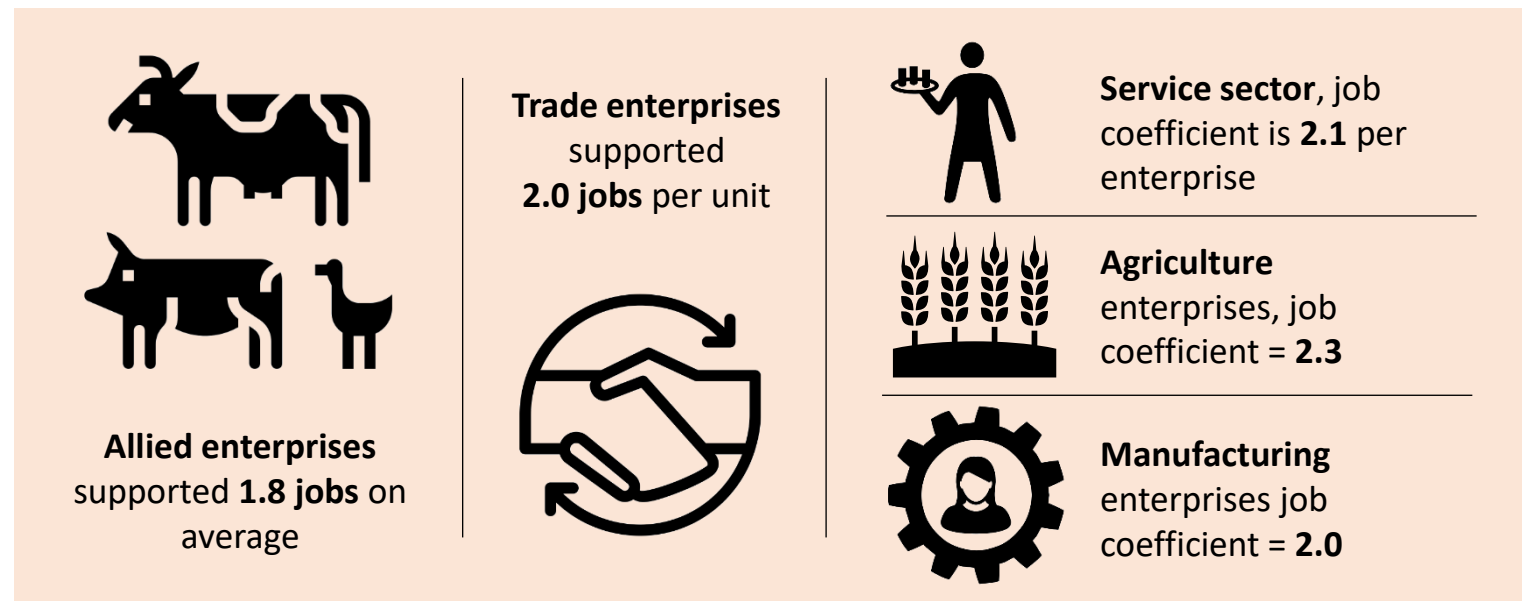 Allied enterprises
supported 1.8 jobs on
average
Trade enterprises
supported
2.0 jobs per unit
Service sector, job
coefficient is 2.1 per
enterprise
Agriculture
enterprises, job
coefficient = 2.3
Manufacturing
enterprises job
coefficient = 2.0